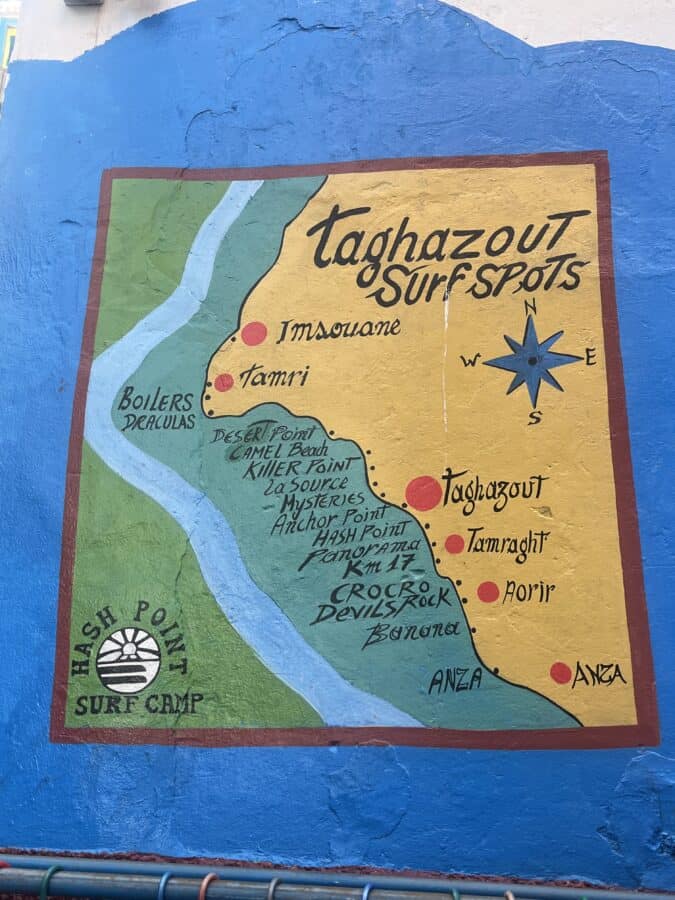 taghazout
surf SPOTS
N
W
E
S
Imsouane
tamri
BOILERS
DRACULAS
DESERT Point
CAMEL Beach
KILLER POINT
La Source
MYSTERIES
Anchor Point
HASH Point
Panorama
Km 17
CROCRO
DEVILS ROCK
Banana
ANZA
Taghazout
Tamraght
Aorir
ANZA
HASH POINT
SURF CAMP